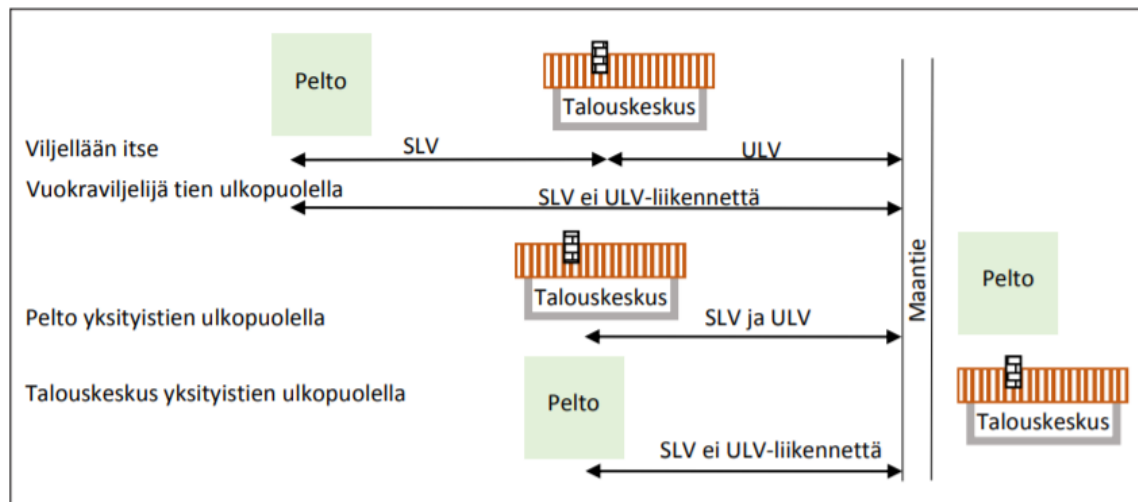 Pelto
Talouskeskus
Viljellään itse
SLV
ULV
Vuokraviljelijä tien ulkopuolella
SLV ei ULV-liikennettä
Maantie
Talouskeskus
Pelto
Pelto yksityistien ulkopuolella
SLV ja ULV
Talouskeskus yksityistien ulkopuolella
Pelto
Talouskeskus
SLV ei ULV-liikennettä